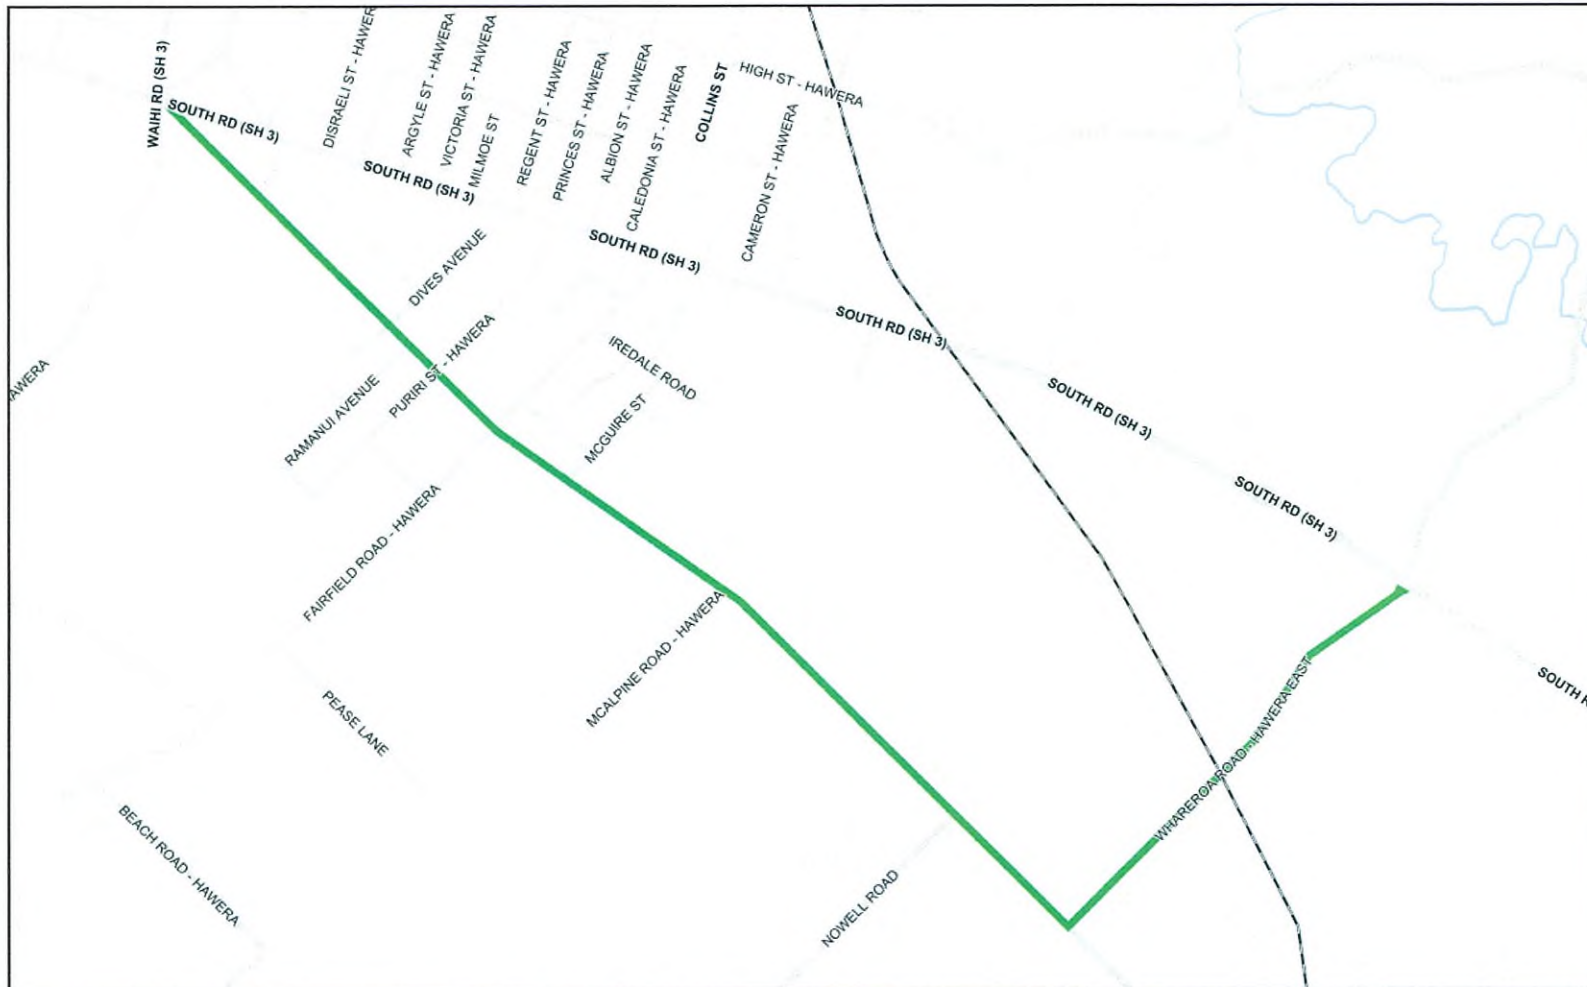 WAIHI RD (SH 3)
SOUTH RD (SH 3)
DISRAELI ST - HAWER
ARGYLE ST - HAWERA
VICTORIA ST - HAWERA
MILMOE ST
REGENT ST - HAWERA
PRINCES ST - HAWERA
ALBION ST - HAWERA
CALEDONIA ST - HAWERA
COLLINS ST
HIGH ST - HAWERA
CAMERON ST - HAWERA
SOUTH RD (SH 3)
SOUTH RD (SH 3)
DIVES AVENUE
SOUTH RD (SH 3)
PURIRI ST - HAWERA
IREDALE ROAD
RAMANUI AVENUE
MCGUIRE ST
AWERA
SOUTH RD (SH 3)
SOUTH RD (SH 3)
FAIRFIELD ROAD - HAWERA
MCALPINE ROAD - HAWERA
PEASE LANE
WHAREROA ROAD - HAWERA EAST
SOUTH R
BEACH ROAD - HAWERA
NOWELL ROAD